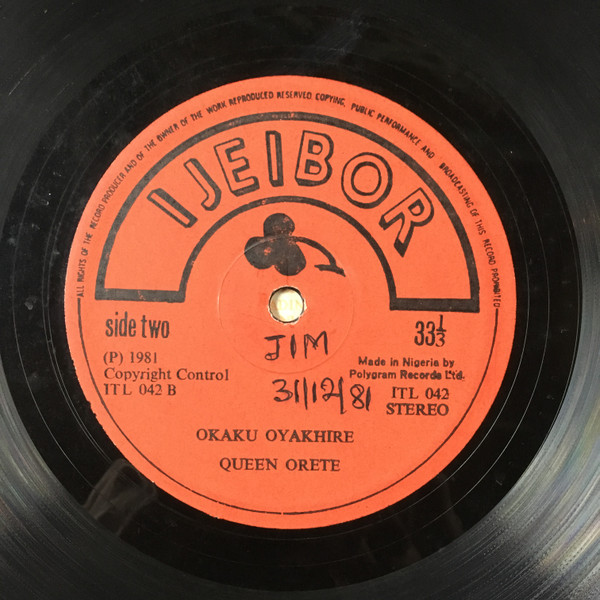 ALL RIGHTS OF THE RECORD PRODUCER AND OF THE OWNER OF THE WORK REPRODUCED RESERVED. COPYING, PUBLIC PERFORMANCE AND BROADCASTING OF THIS RECORD PROHIBITED
IJEIBOR
side two
33⅓
(P) 1981
Copyright Control
ITL 042 B
JIM
31/12/81
Made in Nigeria by
Polygram Records Ltd.
ITL 042
STEREO
OKAKU OYAKHIRE
QUEEN ORETE